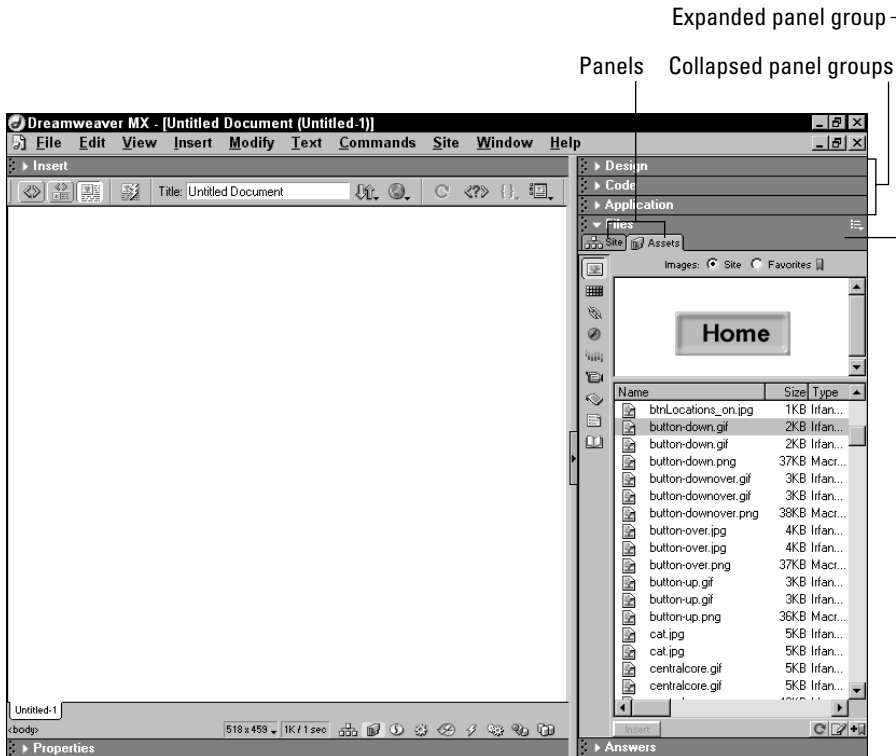 Expanded panel group
Panels Collapsed panel groups
Dreamweaver MX - [Untitled Document (Untitled-1)]
File Edit View Insert Modify Text Commands Site Window Help
Insert
Title: Untitled Document
Design
Code
Application
Files
Site Assets
Images: Site Favorites
Home
Name Size Type
btnLocations_on.jpg 1KB Irfan...
button-down.gif 2KB Irfan...
button-down.gif 2KB Irfan...
button-down.png 37KB Macr...
button-downover.gif 3KB Irfan...
button-downover.gif 3KB Irfan...
button-downover.png 38KB Macr...
button-over.jpg 4KB Irfan...
button-over.jpg 4KB Irfan...
button-over.png 37KB Macr...
button-up.gif 3KB Irfan...
button-up.gif 3KB Irfan...
button-up.png 36KB Macr...
cat.jpg 5KB Irfan...
cat.jpg 5KB Irfan...
centralcore.gif 5KB Irfan...
centralcore.gif 5KB Irfan...
Untitled-1
<body> 518 x 459 1K / 1 sec
Insert
Properties
Answers